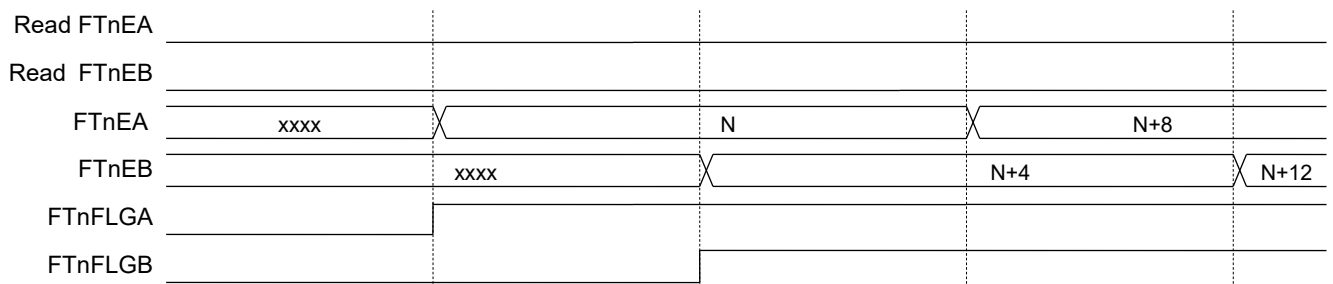 Read FTnEA
Read FTnEB
FTnEA xxxx N N+8
FTnEB xxxx N+4 N+12
FTnFLGA
FTnFLGB